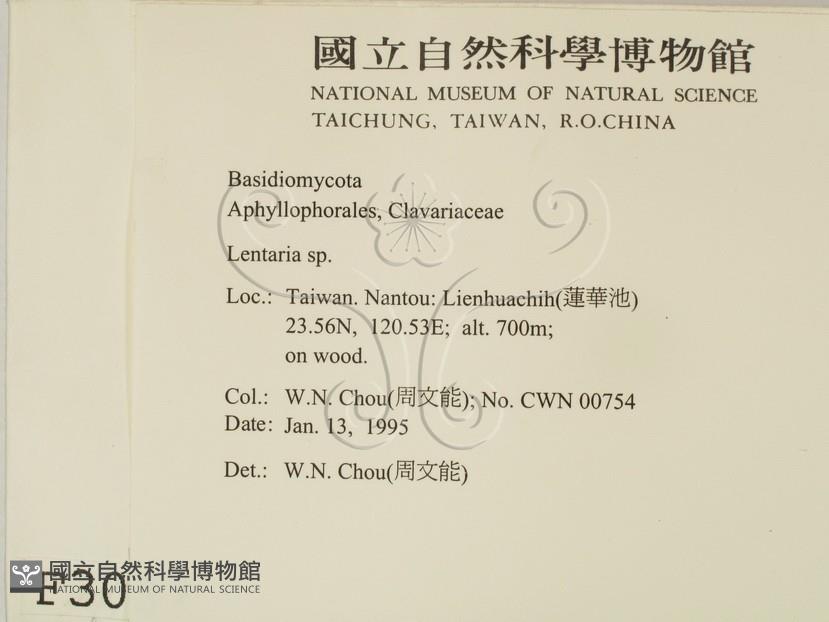 國立自然科學博物館
NATIONAL MUSEUM OF NATURAL SCIENCE
TAICHUNG, TAIWAN, R.O.CHINA
Basidiomycota
Aphyllophorales, Clavariaceae
Lentaria sp.
Loc.: Taiwan. Nantou: Lienhuachih(蓮華池)
23.56N, 120.53E; alt. 700m;
on wood.
Col.: W.N. Chou(周文能); No. CWN 00754
Date: Jan. 13, 1995
Det.: W.N. Chou(周文能)
國立自然科學博物館
NATIONAL MUSEUM OF NATURAL SCIENCE
F30